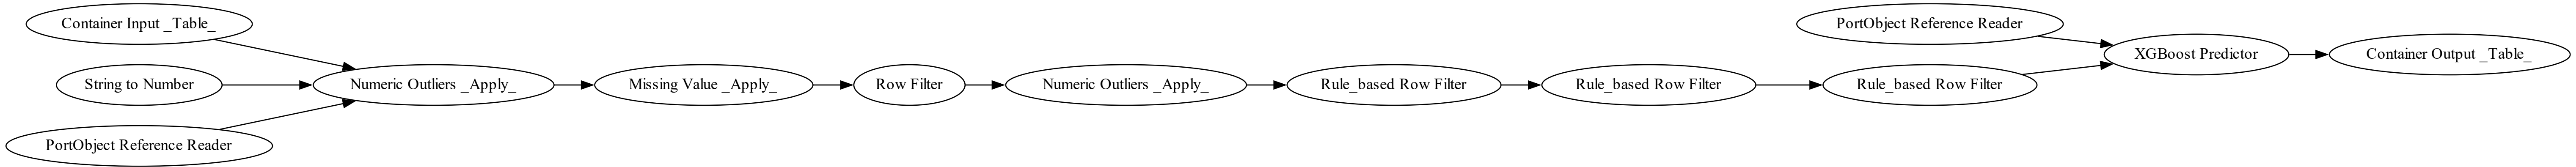 Container Input _Table_
String to Number
PortObject Reference Reader
Numeric Outliers _Apply_
Missing Value _Apply_
Row Filter
Numeric Outliers _Apply_
Rule_based Row Filter
Rule_based Row Filter
Rule_based Row Filter
PortObject Reference Reader
XGBoost Predictor
Container Output _Table_